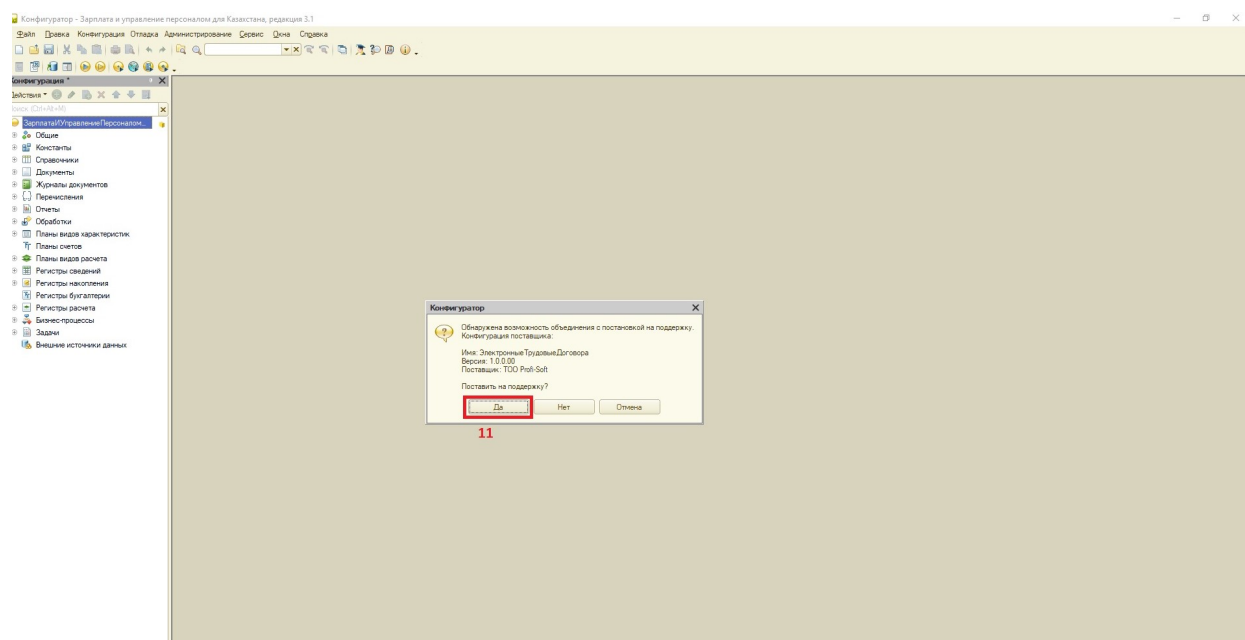 Конфигуратор - Зарплата и управление персоналом для Казахстана, редакция 3.1
Файл Правка Конфигурация Отладка Администрирование Сервис Окна Справка
Конфигурация *
Действия
Поиск (Ctrl+Alt+M)
ЗарплатаИУправлениеПерсоналом...
Общие
Константы
Справочники
Документы
Журналы документов
Перечисления
Отчеты
Обработки
Планы видов характеристик
Планы счетов
Планы видов расчета
Регистры сведений
Регистры накопления
Регистры бухгалтерии
Регистры расчета
Бизнес-процессы
Задачи
Внешние источники данных
Конфигуратор
Обнаружена возможность объединения с постановкой на поддержку.
Конфигурация поставщика:
Имя: ЭлектронныеТрудовыеДоговора
Версия: 1.0.0.00
Поставщик: ТОО Profi-Soft
Поставить на поддержку?
Да Нет Отмена
11